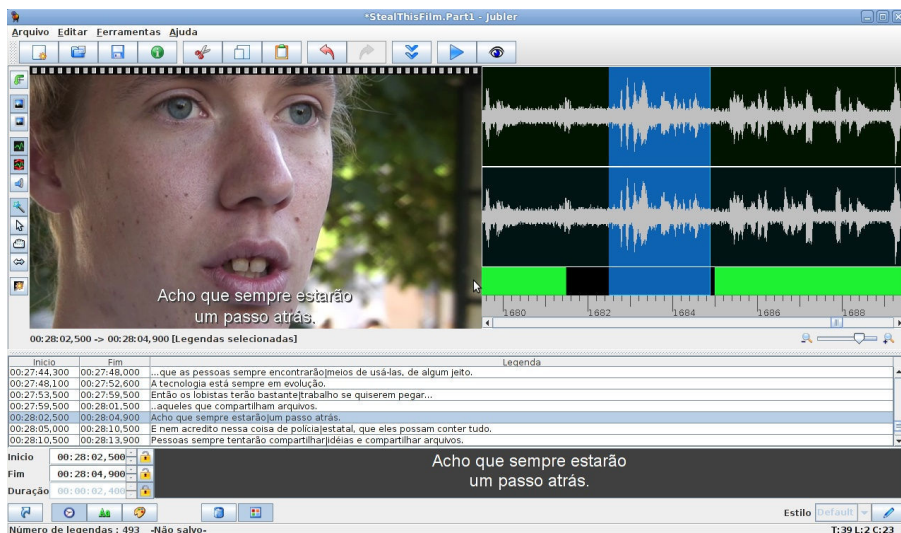 *StealThisFilm.Part1 - Jubler
Arquivo Editar Ferramentas Ajuda
Acho que sempre estarão
um passo atrás.
1680 1682 1684 1686 1688
00:28:02,500 -> 00:28:04,900 [Legendas selecionadas]
Inicio Fim Legenda
00:27:44,300 00:27:48,000 ...que as pessoas sempre encontrarão|meios de usá-las, de algum jeito.
00:27:48,100 00:27:52,600 A tecnologia está sempre em evolução.
00:27:53,500 00:27:59,500 Então os lobistas terão bastante|trabalho se quiserem pegar...
00:27:59,500 00:28:01,500 ..aqueles que compartilham arquivos.
00:28:02,500 00:28:04,900 Acho que sempre estarão|um passo atrás.
00:28:05,000 00:28:10,500 E nem acredito nessa coisa de polícia|estatal, que eles possam conter tudo.
00:28:10,500 00:28:13,900 Pessoas sempre tentarão compartilhar|idéias e compartilhar arquivos.
Inicio 00:28:02,500
Fim 00:28:04,900
Duração 00:00:02,400
Acho que sempre estarão
um passo atrás.
Estilo Default
Número de legendas : 493 -Não salvo- T:39 L:2 C:23